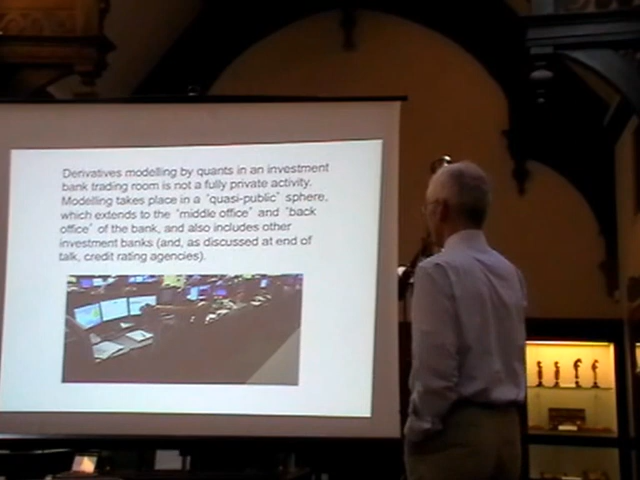 Derivatives modelling by quants in an investment
bank trading room is not a fully private activity.
Modelling takes place in a 'quasi-public' sphere,
which extends to the 'middle office' and 'back
office' of the bank, and also includes other
investment banks (and, as discussed at end of
talk, credit rating agencies).